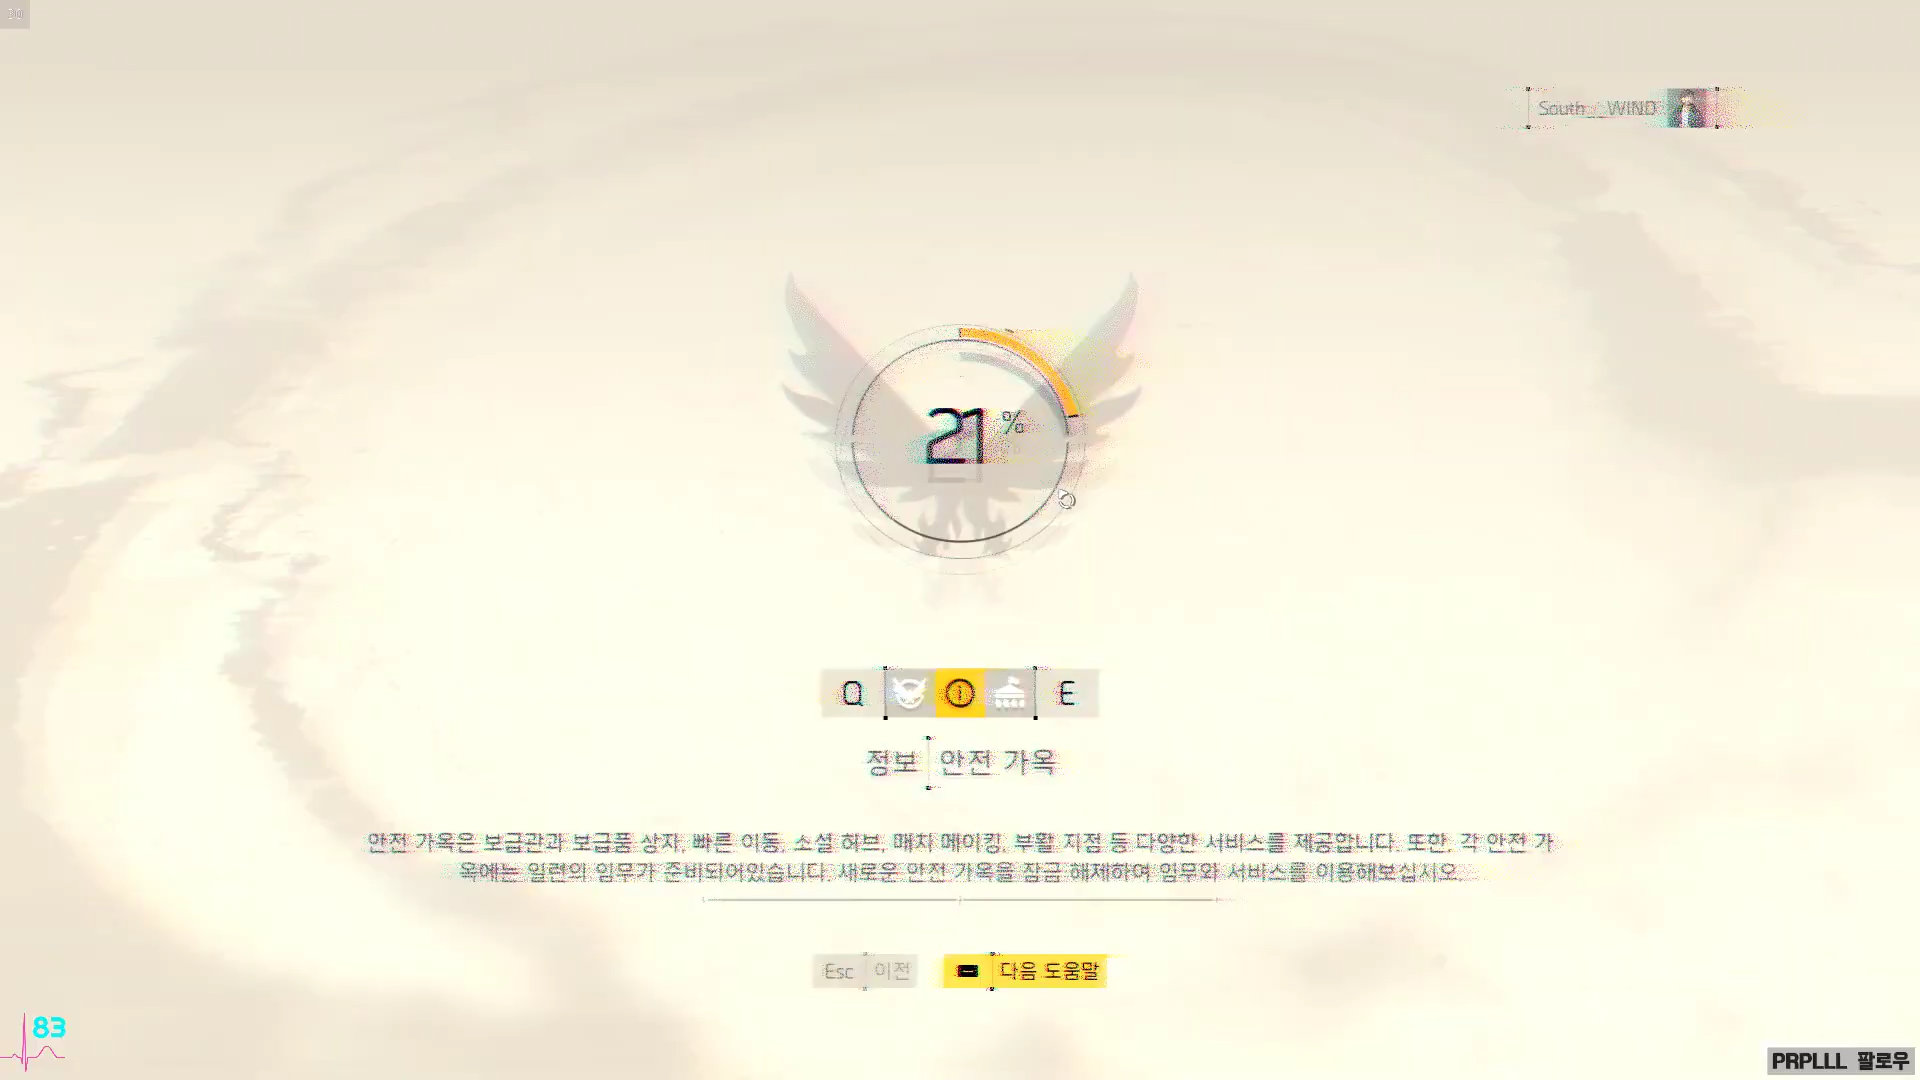 30
South__WIND
21 %
Q
E
정보 안전 가옥
안전 가옥은 보급관과 보급품 상자, 빠른 이동, 소셜 허브, 매치 메이킹, 부활 지점 등 다양한 서비스를 제공합니다. 또한, 각 안전 가
옥에는 일련의 임무가 준비되어있습니다. 새로운 안전 가옥을 잠금 해제하여 임무와 서비스를 이용해보십시오.
Esc 이전
다음 도움말
83
PRPLLL 팔로우